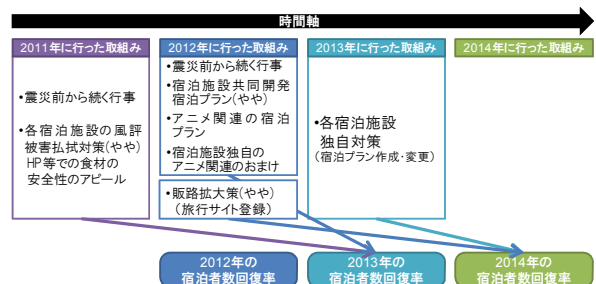 時間軸
2011年に行った取組み
•震災前から続く行事
•各宿泊施設の風評
被害払拭対策(やや)
HP等での食材の
安全性のアピール
2012年に行った取組み
•震災前から続く行事
•宿泊施設共同開発
宿泊プラン(やや)
•アニメ関連の宿泊
プラン
•宿泊施設独自の
アニメ関連のおまけ
•販路拡大策(やや)
(旅行サイト登録)
2013年に行った取組み
•各宿泊施設
独自対策
(宿泊プラン作成・変更)
2014年に行った取組み
2012年の
宿泊者数回復率
2013年の
宿泊者数回復率
2014年の
宿泊者数回復率